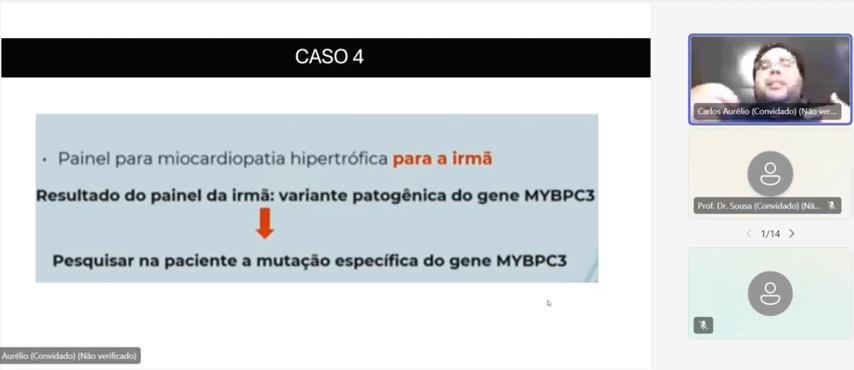 CASO 4
• Painel para miocardiopatia hipertrófica para a irmã
Resultado do painel da irmã: variante patogênica do gene MYBPC3
Pesquisar na paciente a mutação específica do gene MYBPC3
Carlos Aurélio (Convidado) (Não ver...
Prof. Dr. Sousa (Convidado) (Nã...
1/14
Aurélio (Convidado) (Não verificado)